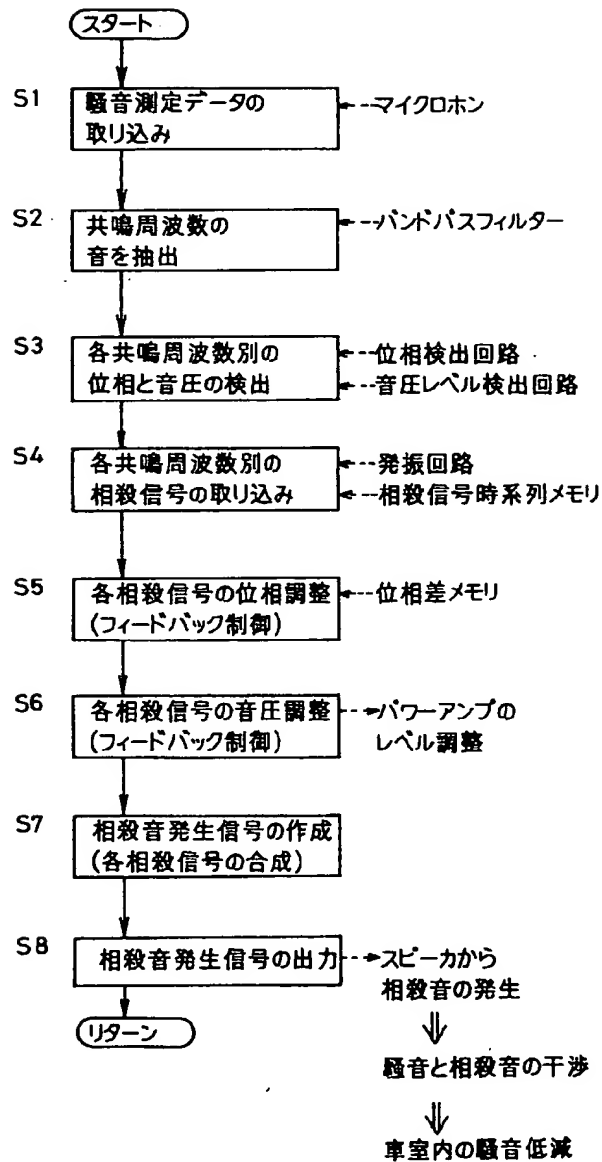 スタート
S1
騒音測定データの
取り込み
マイクロホン
S2
共鳴周波数の
音を抽出
バンドパスフィルター
S3
各共鳴周波数別の
位相と音圧の検出
位相検出回路
音圧レベル検出回路
S4
各共鳴周波数別の
相殺信号の取り込み
発振回路
相殺信号時系列メモリ
S5
各相殺信号の位相調整
(フィードバック制御)
位相差メモリ
S6
各相殺信号の音圧調整
(フィードバック制御)
パワーアンプの
レベル調整
S7
相殺音発生信号の作成
(各相殺信号の合成)
S8
相殺音発生信号の出力
スピーカから
相殺音の発生
リターン
騒音と相殺音の干渉
車室内の騒音低減